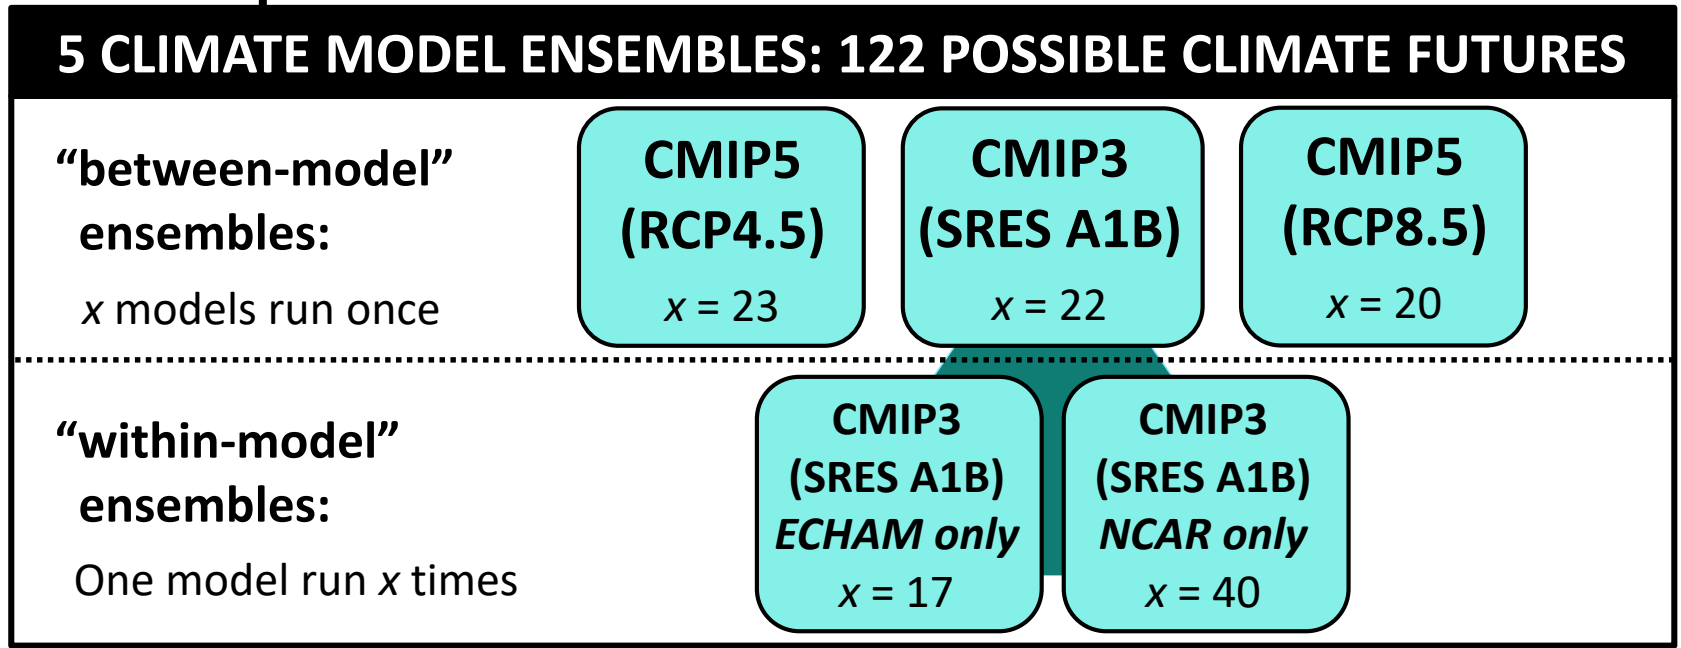 5 CLIMATE MODEL ENSEMBLES: 122 POSSIBLE CLIMATE FUTURES
“between-model”
ensembles:
x models run once
CMIP5
(RCP4.5)
x = 23
CMIP3
(SRES A1B)
x = 22
CMIP5
(RCP8.5)
x = 20
“within-model”
ensembles:
One model run x times
CMIP3
(SRES A1B)
ECHAM only
x = 17
CMIP3
(SRES A1B)
NCAR only
x = 40